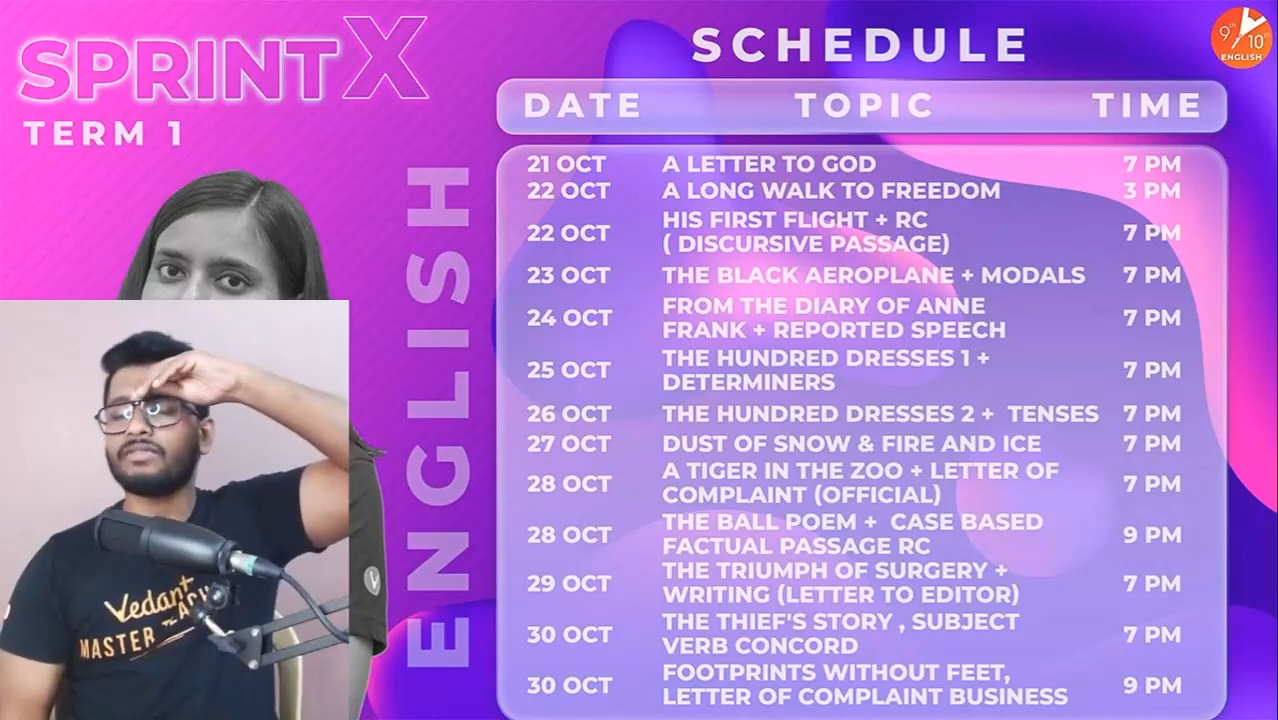 SPRINT X
TERM 1
ENGLISH
SCHEDULE
9th 10th
ENGLISH
DATE TOPIC TIME
21 OCT A LETTER TO GOD 7 PM
22 OCT A LONG WALK TO FREEDOM 3 PM
22 OCT HIS FIRST FLIGHT + RC 7 PM
( DISCURSIVE PASSAGE)
23 OCT THE BLACK AEROPLANE + MODALS 7 PM
24 OCT FROM THE DIARY OF ANNE 7 PM
FRANK + REPORTED SPEECH
25 OCT THE HUNDRED DRESSES 1 + 7 PM
DETERMINERS
26 OCT THE HUNDRED DRESSES 2 + TENSES 7 PM
27 OCT DUST OF SNOW & FIRE AND ICE 7 PM
28 OCT A TIGER IN THE ZOO + LETTER OF 7 PM
COMPLAINT (OFFICIAL)
28 OCT THE BALL POEM + CASE BASED 9 PM
FACTUAL PASSAGE RC
29 OCT THE TRIUMPH OF SURGERY + 7 PM
WRITING (LETTER TO EDITOR)
30 OCT THE THIEF'S STORY , SUBJECT 7 PM
VERB CONCORD
30 OCT FOOTPRINTS WITHOUT FEET, 9 PM
LETTER OF COMPLAINT BUSINESS
MASTER